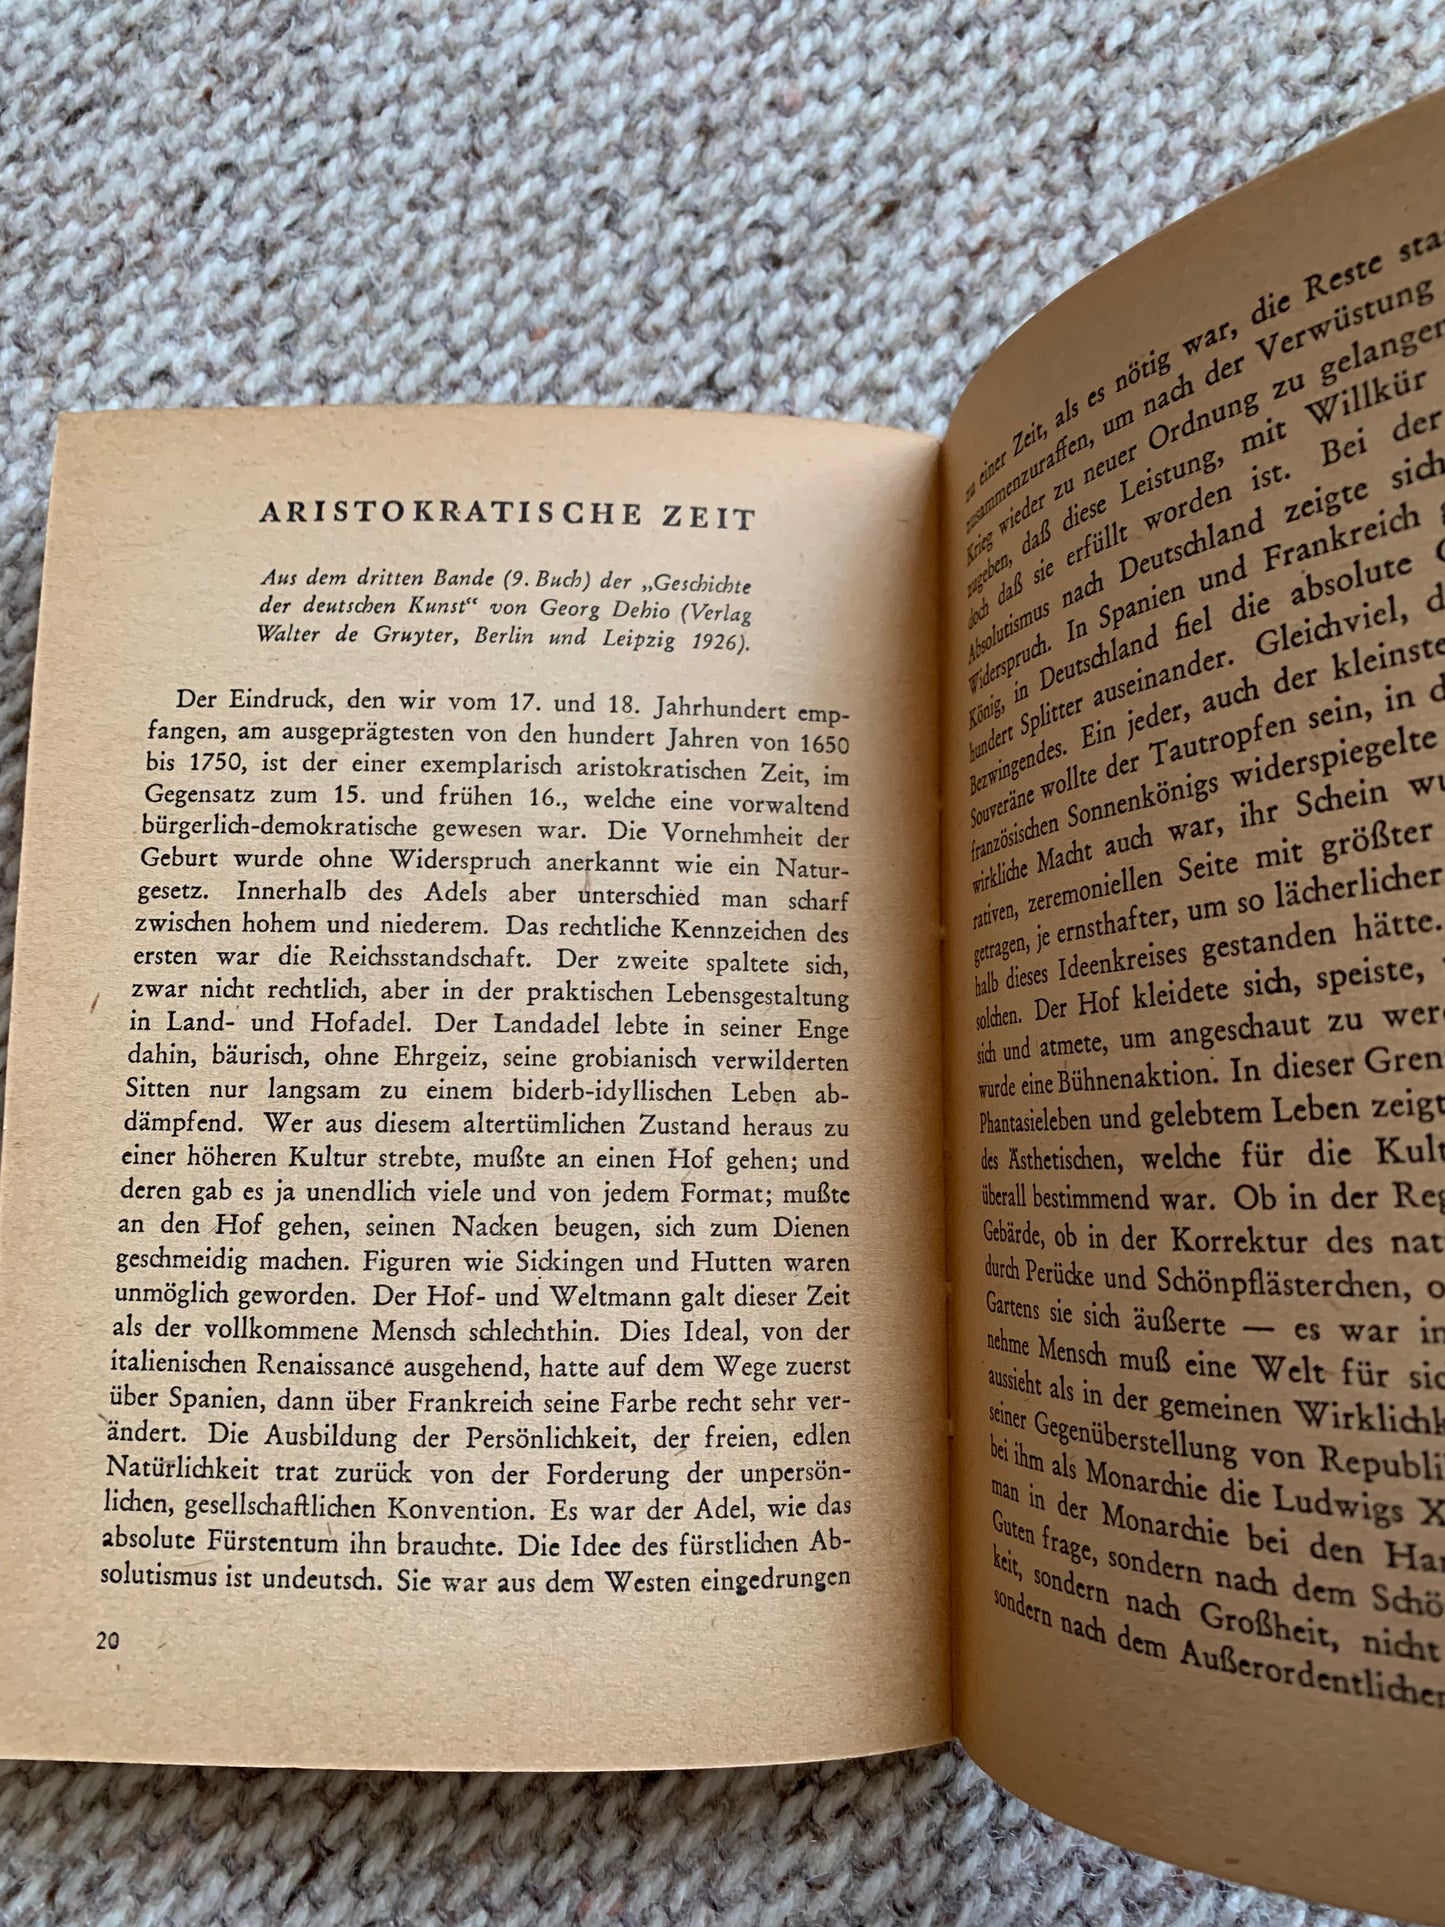 ARISTOKRATISCHE ZEIT
Aus dem dritten Bande (9. Buch) der „Geschichte
der deutschen Kunst“ von Georg Dehio (Verlag
Walter de Gruyter, Berlin und Leipzig 1926).
Der Eindruck, den wir vom 17. und 18. Jahrhundert emp-
fangen, am ausgeprägtesten von den hundert Jahren von 1650
bis 1750, ist der einer exemplarisch aristokratischen Zeit, im
Gegensatz zum 15. und frühen 16., welche eine vorwaltend
bürgerlich-demokratische gewesen war. Die Vornehmheit der
Geburt wurde ohne Widerspruch anerkannt wie ein Natur-
gesetz. Innerhalb des Adels aber unterschied man scharf
zwischen hohem und niederem. Das rechtliche Kennzeichen des
ersten war die Reichsstandschaft. Der zweite spaltete sich,
zwar nicht rechtlich, aber in der praktischen Lebensgestaltung
in Land- und Hofadel. Der Landadel lebte in seiner Enge
dahin, bäurisch, ohne Ehrgeiz, seine grobianisch verwilderten
Sitten nur langsam zu einem biderb-idyllischen Leben ab-
dämpfend. Wer aus diesem altertümlichen Zustand heraus zu
einer höheren Kultur strebte, mußte an einen Hof gehen; und
deren gab es ja unendlich viele und von jedem Format; mußte
an den Hof gehen, seinen Nacken beugen, sich zum Dienen
geschmeidig machen. Figuren wie Sickingen und Hutten waren
unmöglich geworden. Der Hof- und Weltmann galt dieser Zeit
als der vollkommene Mensch schlechthin. Dies Ideal, von der
italienischen Renaissance ausgehend, hatte auf dem Wege zuerst
über Spanien, dann über Frankreich seine Farbe recht sehr ver-
ändert. Die Ausbildung der Persönlichkeit, der freien, edlen
Natürlichkeit trat zurück von der Forderung der unpersön-
lichen, gesellschaftlichen Konvention. Es war der Adel, wie das
absolute Fürstentum ihn brauchte. Die Idee des fürstlichen Ab-
solutismus ist undeutsch. Sie war aus dem Westen eingedrungen
20
zu einer Zeit, als es nötig war, die Reste
zusammenzuraffen, um nach der Verwüstung
Krieg wieder zu neuer Ordnung zu gelangen
zugeben, daß diese Leistung, mit Willkür
doch daß sie erfüllt worden ist. Bei der
Absolutismus nach Deutschland zeigte sich
Widerspruch. In Spanien und Frankreich
König, in Deutschland fiel die absolute
hundert Splitter auseinander. Gleichviel,
Bezwingendes. Ein jeder, auch der kleinste
Souveräne wollte der Tautropfen sein, in
französischen Sonnenkönigs widerspiegelte
wirkliche Macht auch war, ihr Schein
rativen, zeremoniellen Seite mit größter
getragen, je ernsthafter, um so lächerlicher
halb dieses Ideenkreises gestanden hätte.
solchen. Der Hof kleidete sich, speiste,
sich und atmete, um angeschaut zu
wurde eine Bühnenaktion. In dieser
Phantasieleben und gelebtem Leben
des Ästhetischen, welche für die
überall bestimmend war. Ob in der
Gebärde, ob in der Korrektur des
durch Perücke und Schönpflästerchen,
Gartens sie sich äußerte — es war
nehme Mensch muß eine Welt für
aussieht als in der gemeinen
seiner Gegenüberstellung von
bei ihm als Monarchie die Ludwigs
man in der Monarchie bei den
Guten frage, sondern nach dem
keit, sondern nach Großheit, nicht
sondern nach dem Außerordentlichen